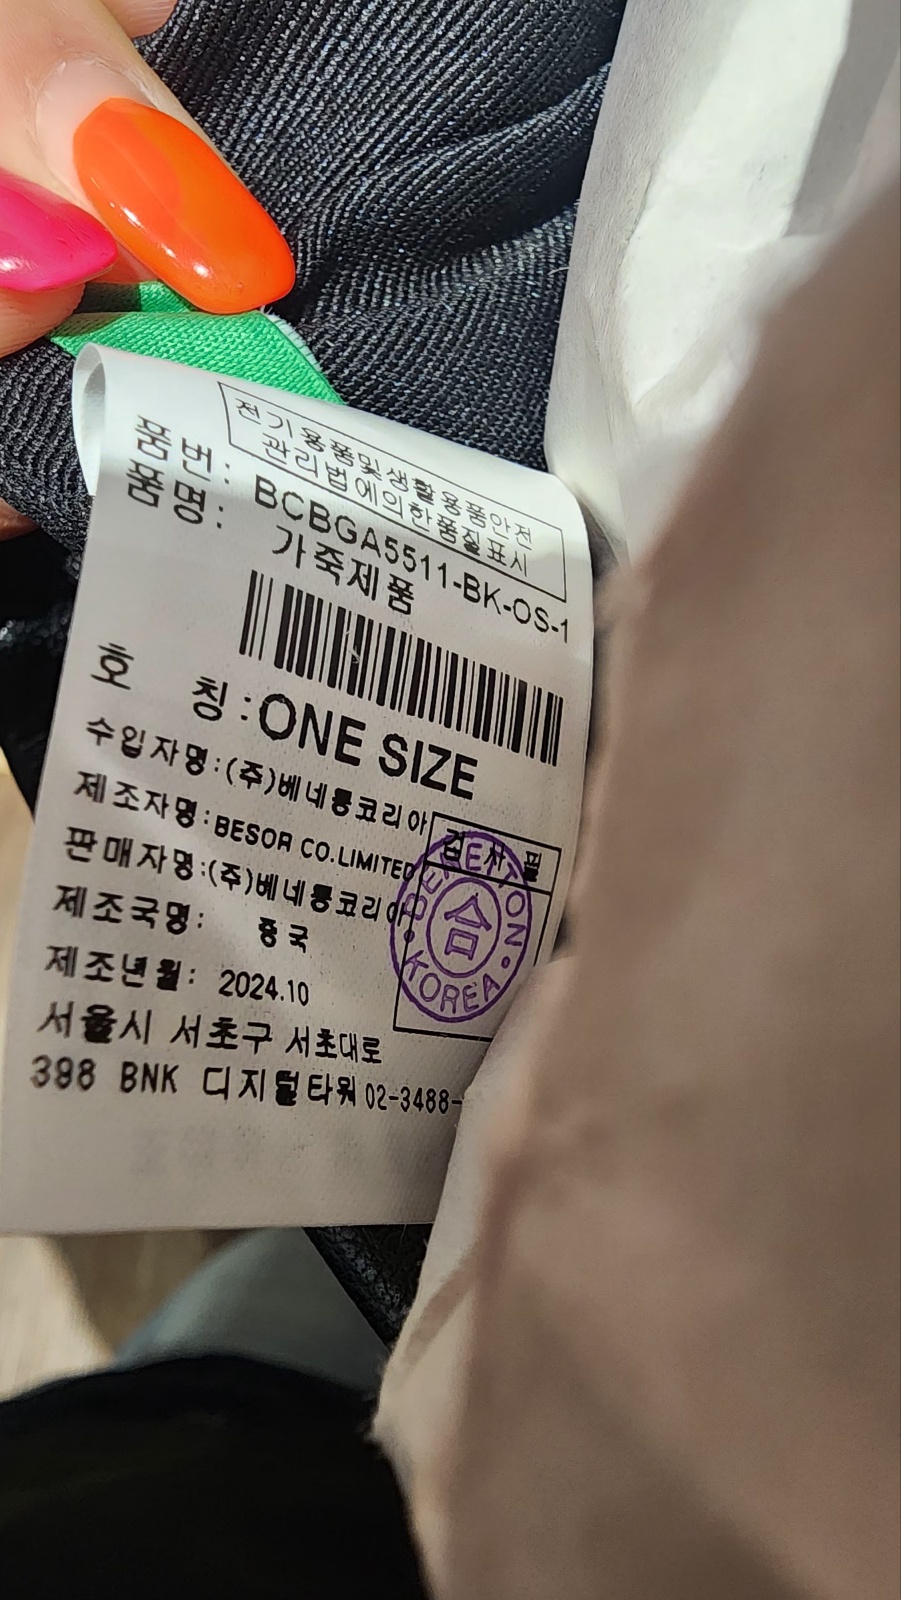 전기용품및생활용품안전
관리법에의한품질표시
품번: BCBGA5511-BK-OS-1
품명: 가죽제품
호 칭:ONE SIZE
수입자명:(주)베네통코리아
제조자명:BESOR CO.LIMITED
판매자명:(주)베네통코리아
제조국명: 중국
제조년월: 2024.10
서울시 서초구 서초대로
398 BNK 디지털타워 02-3488-
검사필
BENETTON
合
KOREA